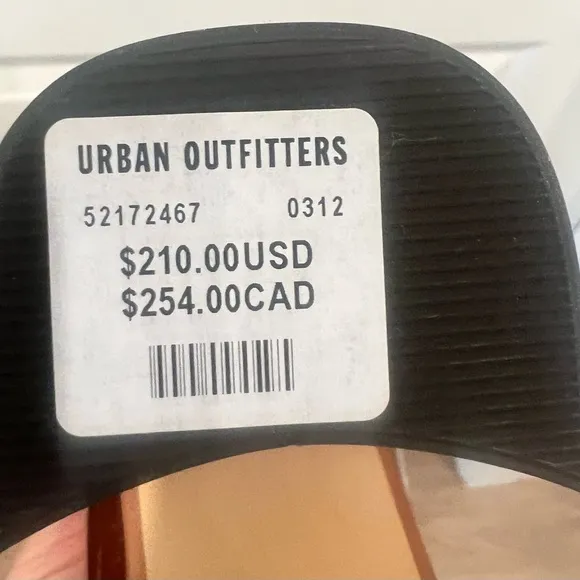 URBAN OUTFITTERS
52172467 0312
$210.00USD
$254.00CAD